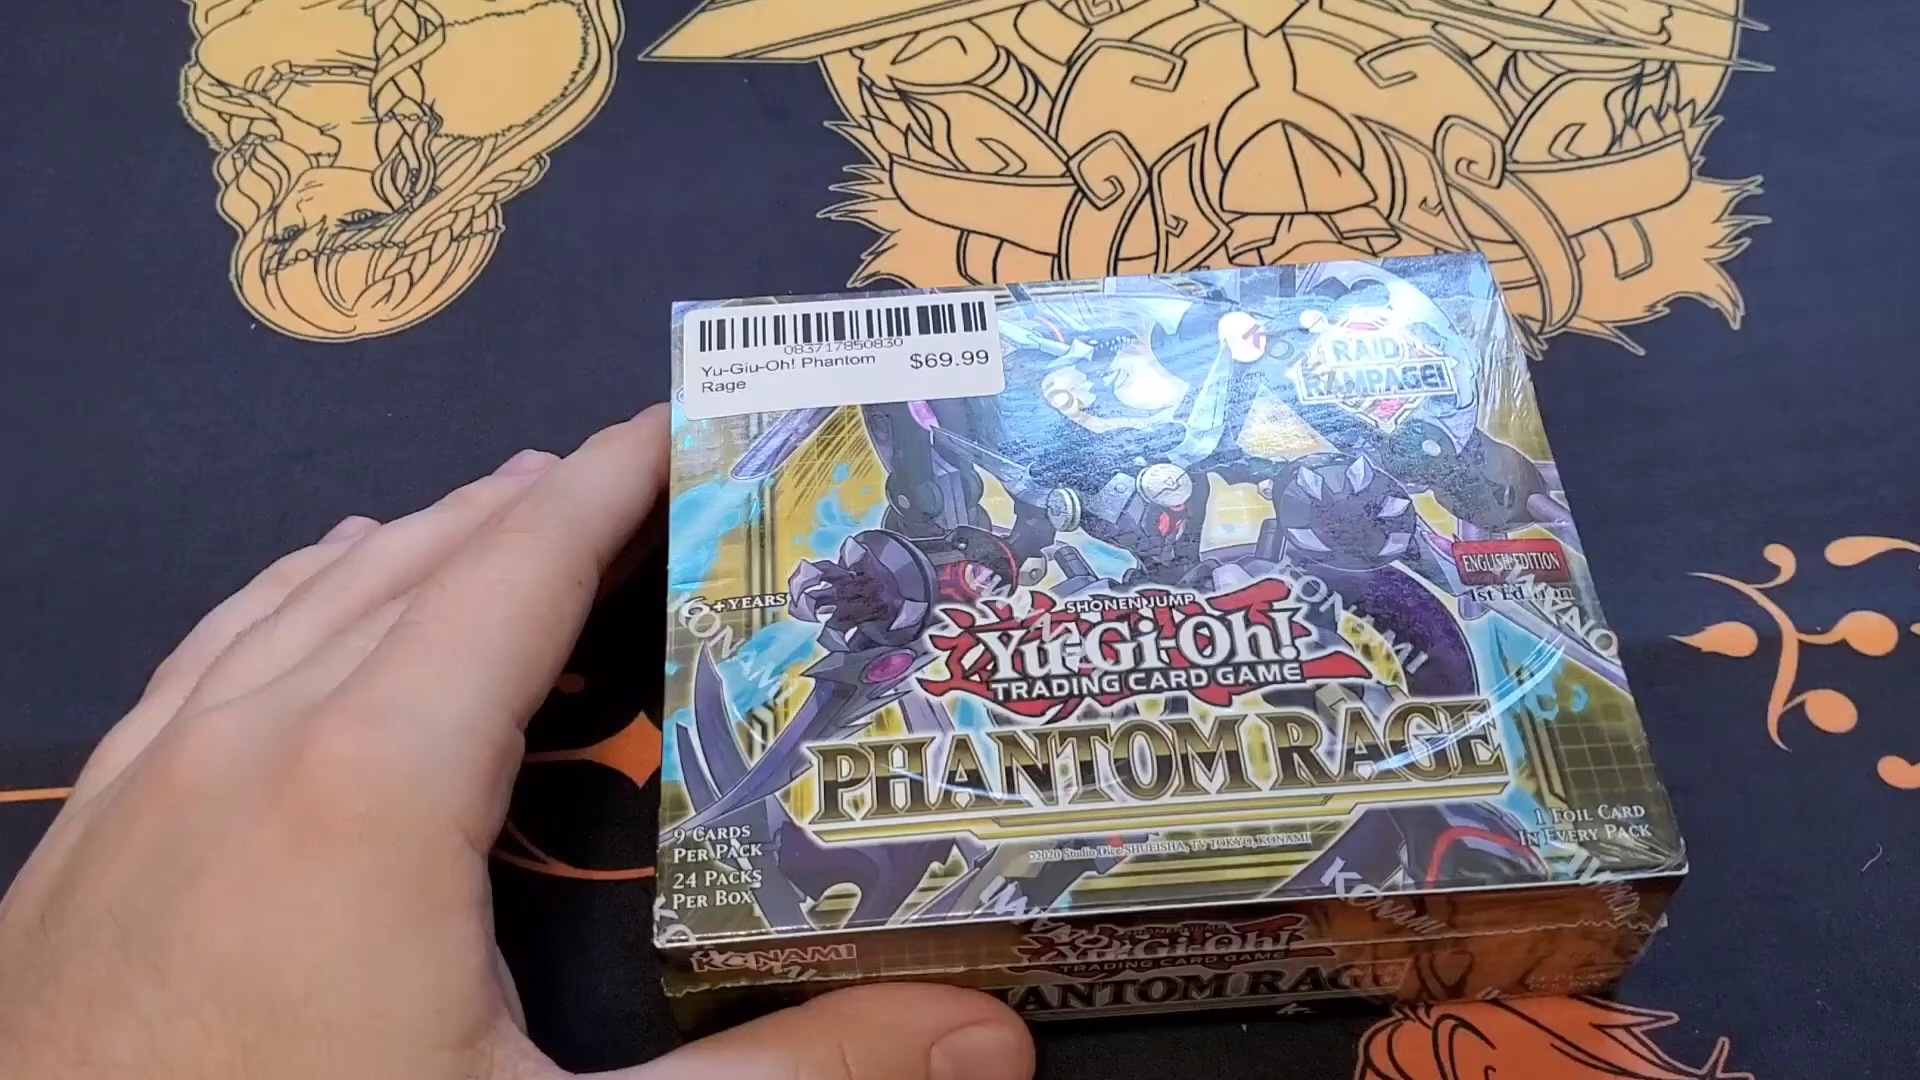 083717850830
Yu-Giu-Oh! Phantom
Rage
$69.99
RAID
RAMPAGE!
ENGLISH EDITION
1st Edition
6+YEARS
SHONEN JUMP
Yu-Gi-Oh!
TRADING CARD GAME
PHANTOM RAGE
9 CARDS
PER PACK
24 PACKS
PER BOX
1 FOIL CARD
IN EVERY PACK
©2020 Studio Dice/SHUEISHA, TV TOKYO, KONAMI
KONAMI
KONAMI
KONAMI
KONAMI
KONAMI
Yu-Gi-Oh!
TRADING CARD GAME
PHANTOM RAGE